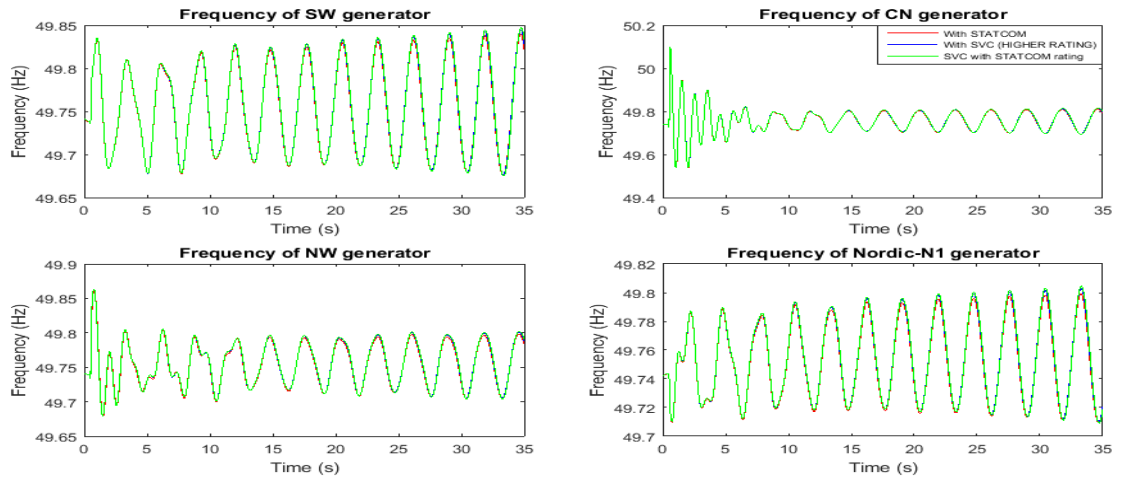 Frequency of SW generator
49.85
49.8
49.75
49.7
49.65
Frequency (Hz)
0 5 10 15 20 25 30 35
Time (s)
Frequency of CN generator
50.2
50
49.8
49.6
49.4
Frequency (Hz)
With STATCOM
With SVC (HIGHER RATING)
SVC with STATCOM rating
0 5 10 15 20 25 30 35
Time (s)
Frequency of NW generator
49.9
49.85
49.8
49.75
49.7
49.65
Frequency (Hz)
0 5 10 15 20 25 30 35
Time (s)
Frequency of Nordic-N1 generator
49.82
49.8
49.78
49.76
49.74
49.72
49.7
Frequency (Hz)
0 5 10 15 20 25 30 35
Time (s)